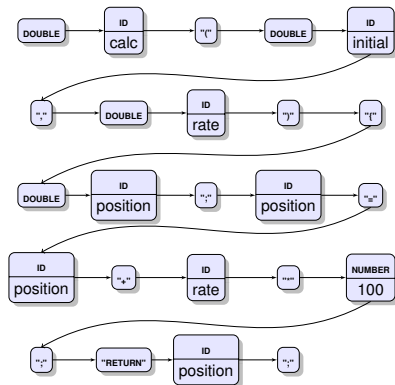 DOUBLE ID calc "(" DOUBLE ID initial
"," DOUBLE ID rate ")" "{"
DOUBLE ID position ";" ID position "="
ID position "+" ID rate "*" NUMBER 100
";" "RETURN" ID position ";"